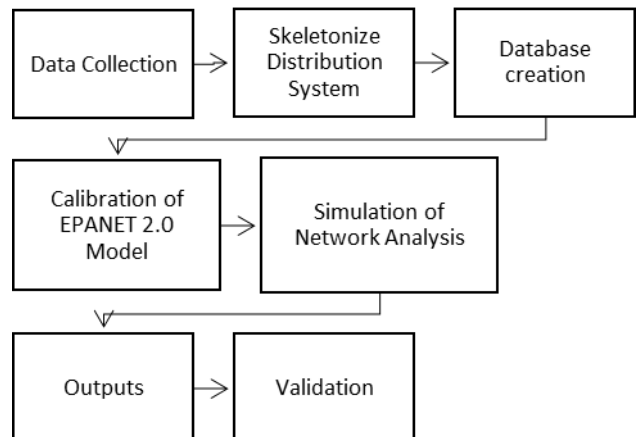 Data Collection
Skeletonize
Distribution
System
Database
creation
Calibration of
EPANET 2.0
Model
Simulation of
Network Analysis
Outputs
Validation